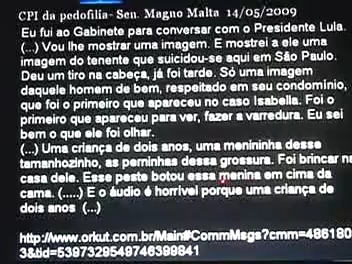 CPI da pedofilia- Sen. Magno Malta 14/05/2009
Eu fui ao Gabinete para conversar com o Presidente Lula.
(...) Vou lhe mostrar uma imagem. E mostrei a ele uma
imagem do tenente que suicidou-se aqui em São Paulo.
Deu um tiro na cabeça, já foi tarde. Só uma imagem
daquele homem de bem, respeitado em seu condomínio,
que foi o primeiro que apareceu no caso Isabella. Foi o
primeiro que apareceu para ver, fazer a varredura. Eu sei
bem o que ele foi olhar.
(...) Uma criança de dois anos, uma menininha desse
tamanhozinho, as perninhas dessa grossura. Foi brincar na
casa dele. Esse peste botou essa menina em cima da
cama. (.....) E o áudio é horrível porque uma criança de
dois anos (...)
http://www.orkut.com.br/Main#CommMsgs?cmm=486180
3&tid=5397329549746399841